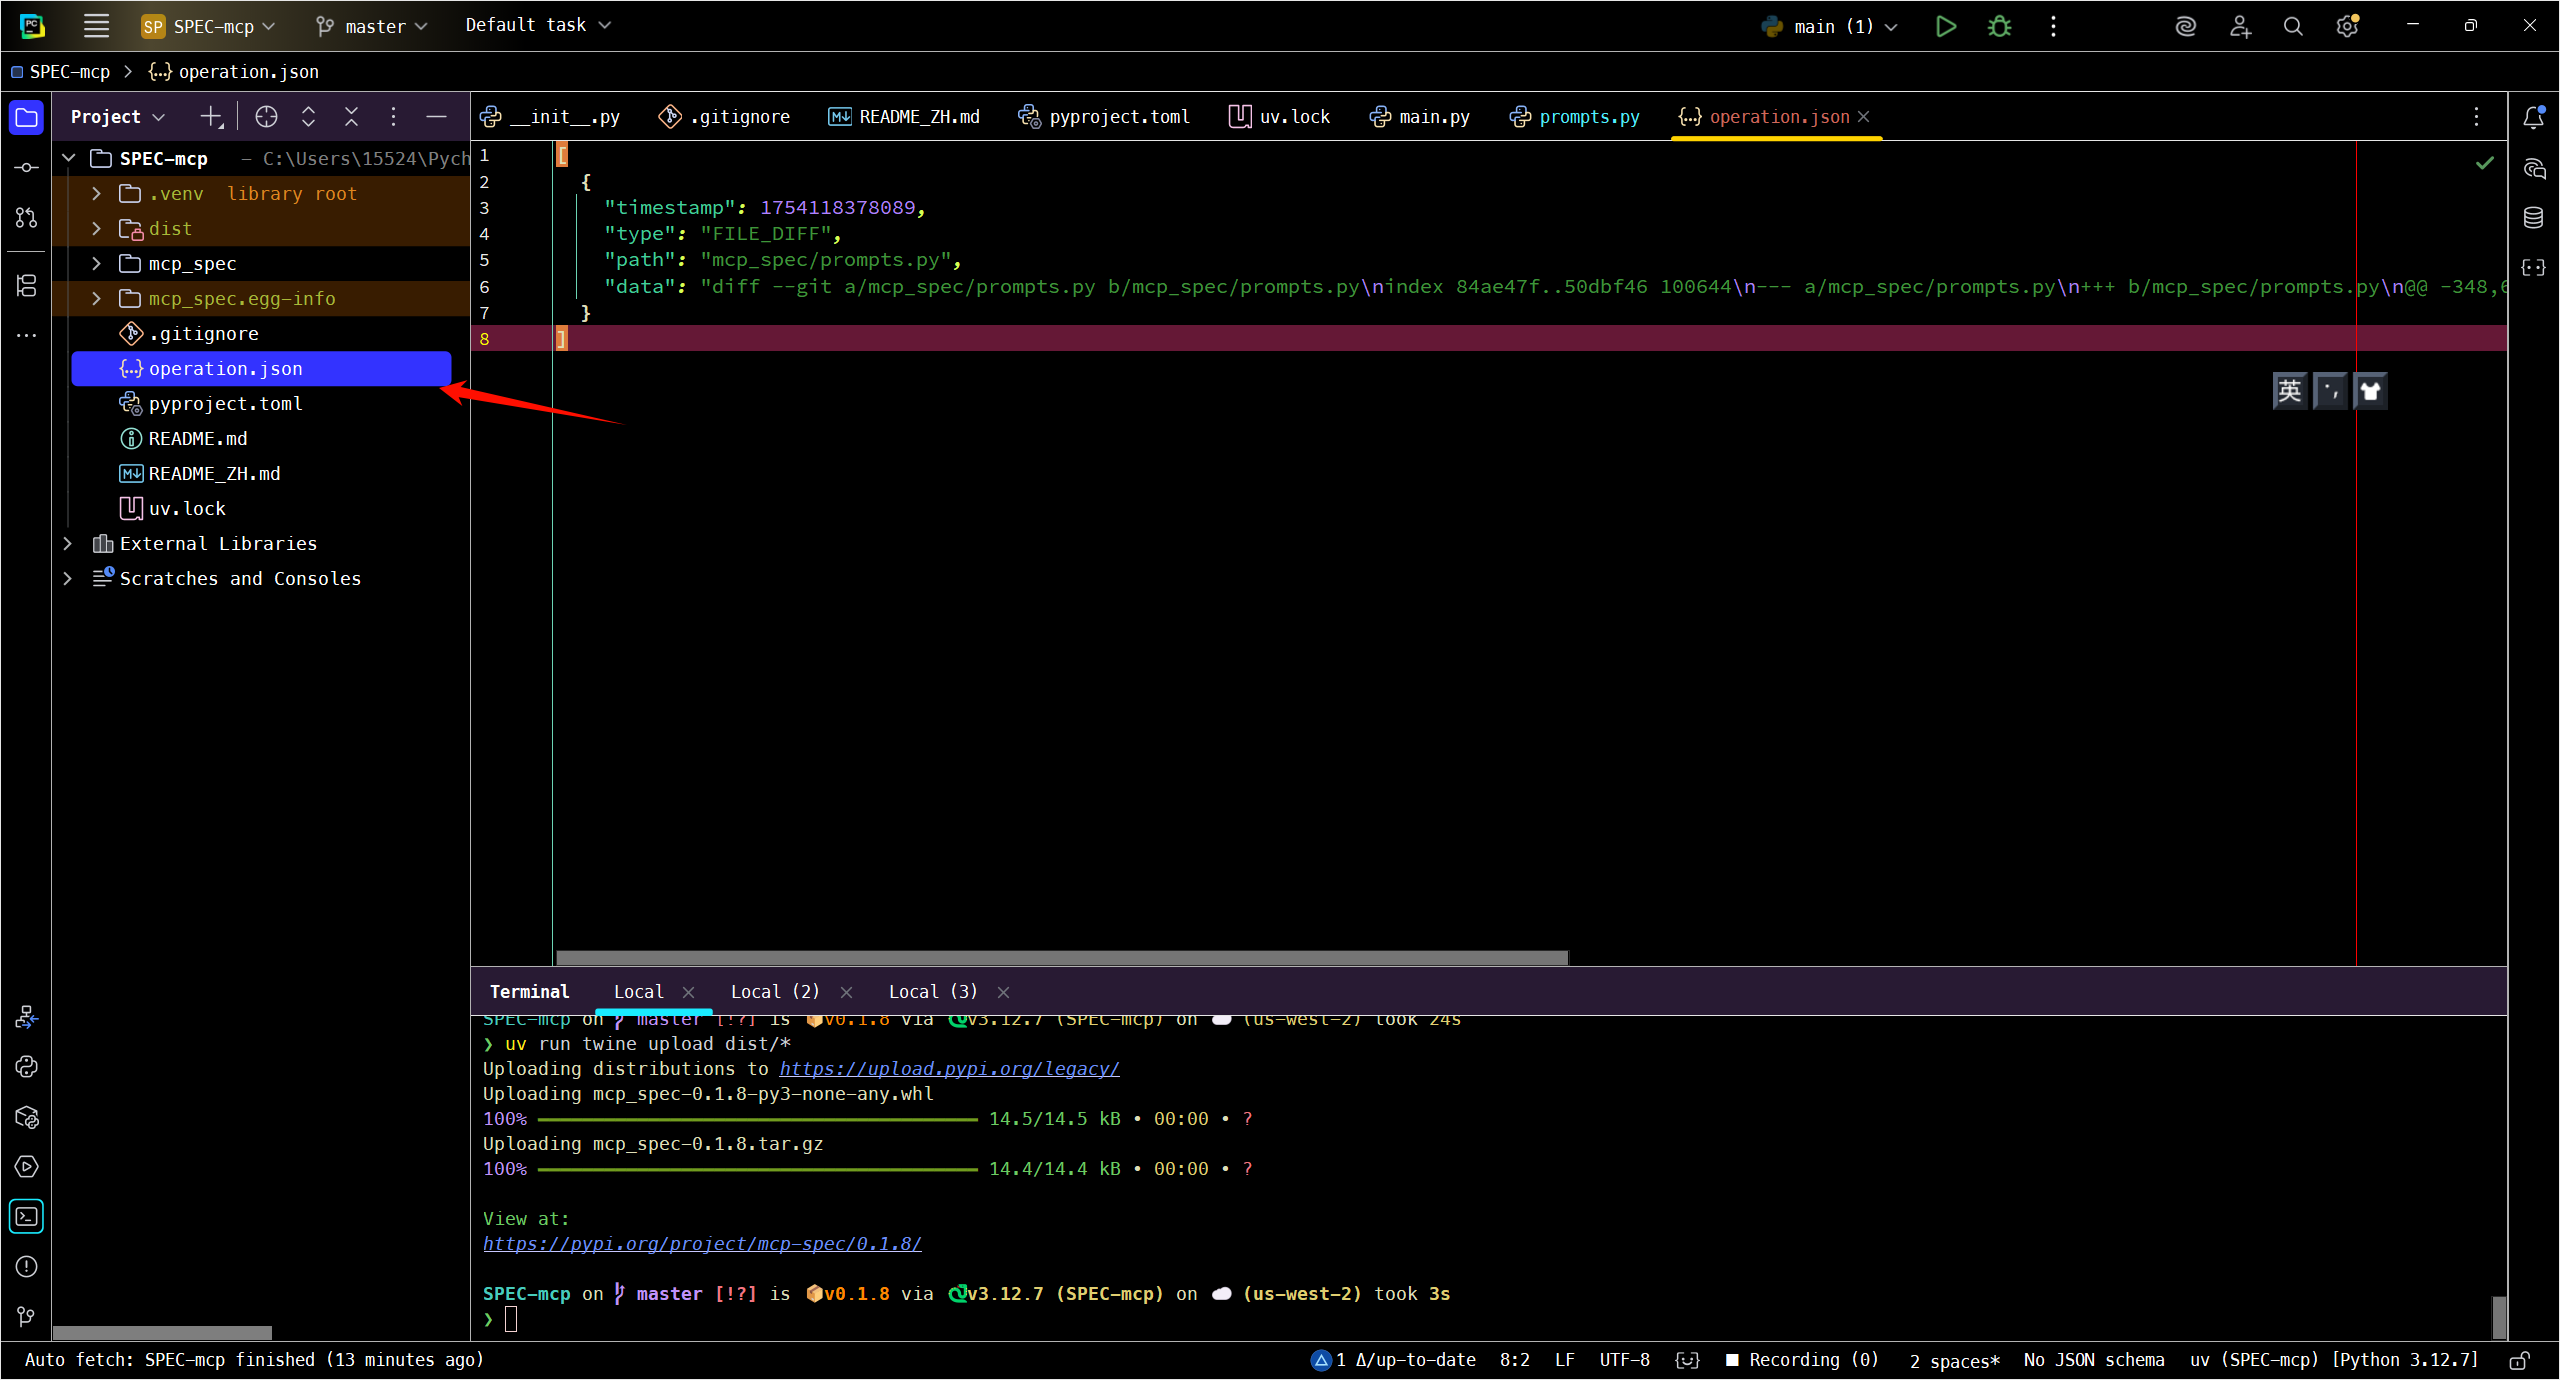 SP SPEC-mcp master Default task main (1)
SPEC-mcp > {...} operation.json
Project
__init__.py .gitignore README_ZH.md pyproject.toml uv.lock main.py prompts.py {...} operation.json
SPEC-mcp – C:\Users\15524\Pych
.venv library root
dist
mcp_spec
mcp_spec.egg-info
.gitignore
{...} operation.json
pyproject.toml
README.md
README_ZH.md
uv.lock
External Libraries
Scratches and Consoles
1 [
2 {
3 "timestamp": 1754118378089,
4 "type": "FILE_DIFF",
5 "path": "mcp_spec/prompts.py",
6 "data": "diff --git a/mcp_spec/prompts.py b/mcp_spec/prompts.py\nindex 84ae47f..50dbf46 100644\n--- a/mcp_spec/prompts.py\n+++ b/mcp_spec/prompts.py\n@@ -348,6
7 }
8 ]
英 ·,
Terminal Local Local (2) Local (3)
SPEC-mcp on master [!?] is v0.1.8 via v3.12.7 (SPEC-mcp) on (us-west-2) took 24s
❯ uv run twine upload dist/*
Uploading distributions to https://upload.pypi.org/legacy/
Uploading mcp_spec-0.1.8-py3-none-any.whl
100% 14.5/14.5 kB • 00:00 • ?
Uploading mcp_spec-0.1.8.tar.gz
100% 14.4/14.4 kB • 00:00 • ?
View at:
https://pypi.org/project/mcp-spec/0.1.8/
SPEC-mcp on master [!?] is v0.1.8 via v3.12.7 (SPEC-mcp) on (us-west-2) took 3s
❯
Auto fetch: SPEC-mcp finished (13 minutes ago) 1 Δ/up-to-date 8:2 LF UTF-8 Recording (0) 2 spaces* No JSON schema uv (SPEC-mcp) [Python 3.12.7]